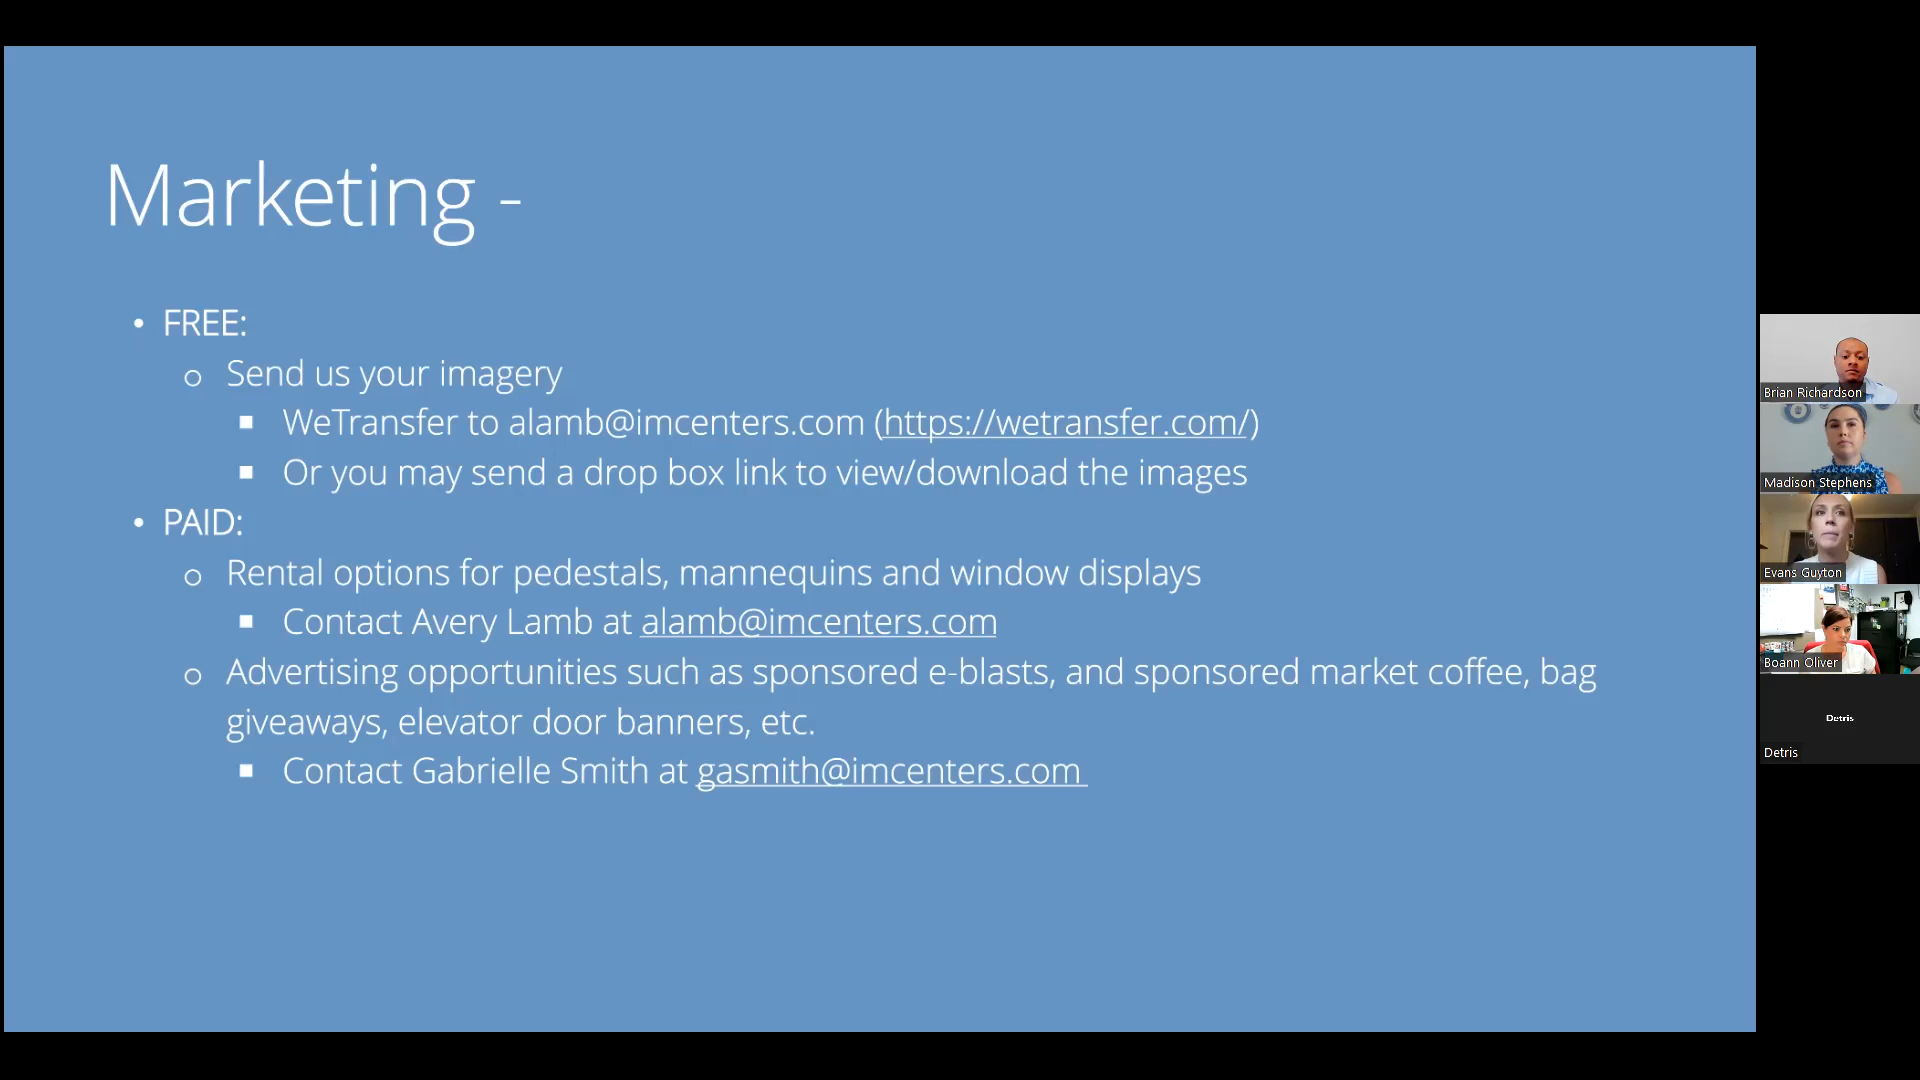 Marketing -
• FREE:
o Send us your imagery
▪ WeTransfer to alamb@imcenters.com (https://wetransfer.com/)
▪ Or you may send a drop box link to view/download the images
• PAID:
o Rental options for pedestals, mannequins and window displays
▪ Contact Avery Lamb at alamb@imcenters.com
o Advertising opportunities such as sponsored e-blasts, and sponsored market coffee, bag
giveaways, elevator door banners, etc.
▪ Contact Gabrielle Smith at gasmith@imcenters.com
Brian Richardson
Madison Stephens
Evans Guyton
Boann Oliver
Detris
Detris